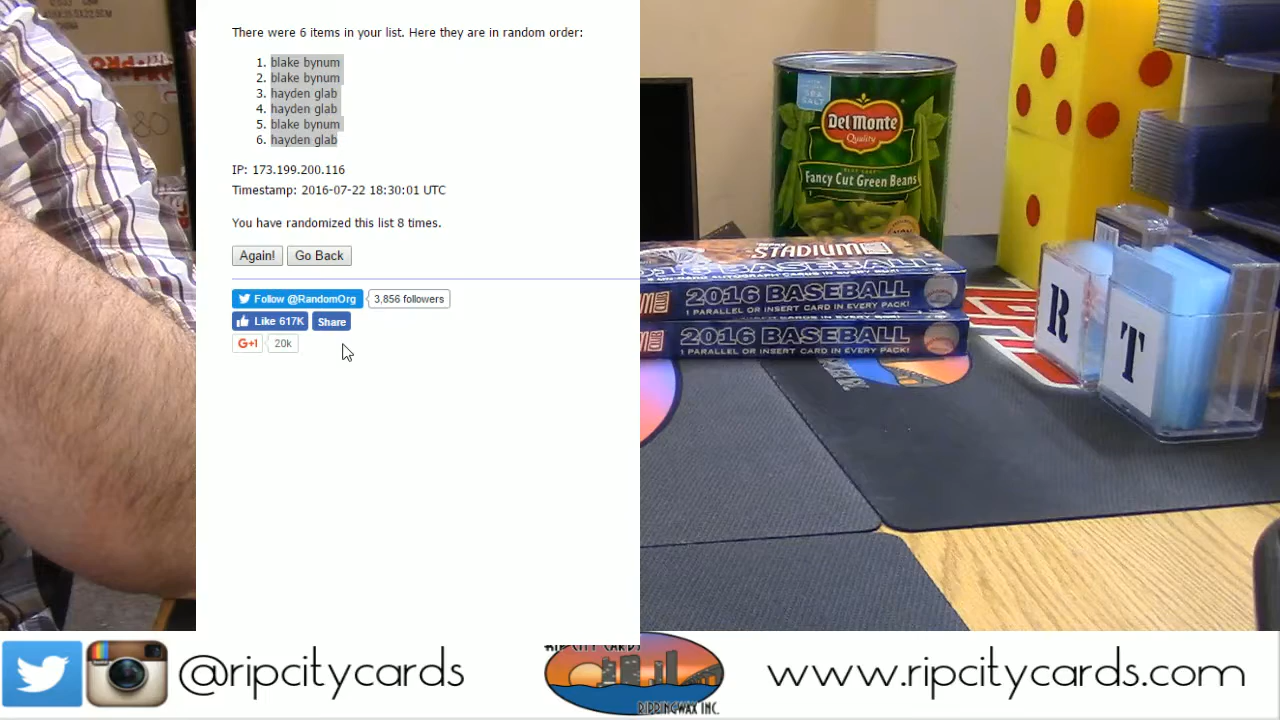 There were 6 items in your list. Here they are in random order:
1. blake bynum
2. blake bynum
3. hayden glab
4. hayden glab
5. blake bynum
6. hayden glab
IP: 173.199.200.116
Timestamp: 2016-07-22 18:30:01 UTC
You have randomized this list 8 times.
Again! Go Back
Follow @RandomOrg 3,856 followers
Like 617K Share
G+1 20k
SEA
SALT
Del Monte
Quality
Fancy Cut Green Beans
STADIUM
2016 BASEBALL
1 PARALLEL OR INSERT CARD IN EVERY PACK!
2016 BASEBALL
1 PARALLEL OR INSERT CARD IN EVERY PACK!
R
T
@ripcitycards
RIP CITY CARDS
RIPPINGWAX INC.
www.ripcitycards.com